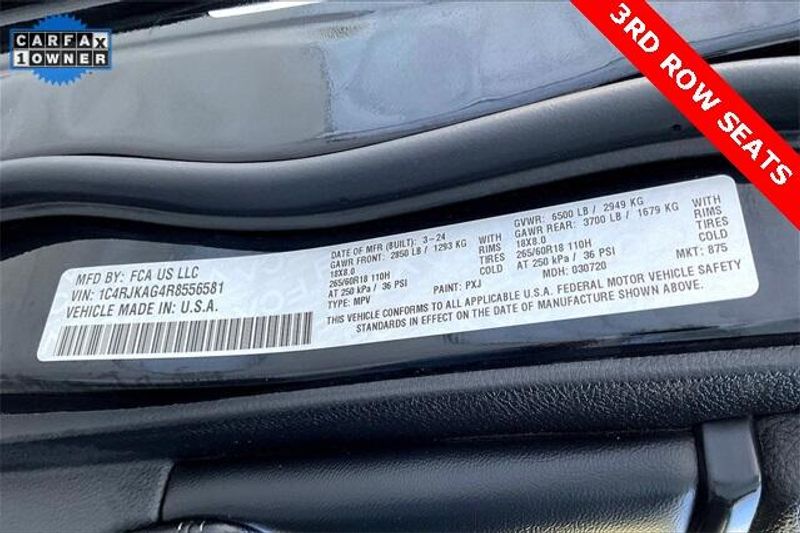 CARFAX
1 OWNER
3RD ROW SEATS
MFD BY: FCA US LLC
VIN: 1C4RJKAG4R8556581
VEHICLE MADE IN: U.S.A.
DATE OF MFR (BUILT): 3-24
GAWR FRONT: 2850 LB / 1293 KG
18X8.0
265/60R18 110H
AT 250 kPa / 36 PSI
TYPE: MPV
PAINT: PXJ
WITH
TIRES
RIMS
COLD
GVWR: 6500 LB / 2949 KG
GAWR REAR: 3700 LB / 1679 KG
18X8.0
265/60R18 110H
AT 250 kPa / 36 PSI
MDH: 030720
WITH
RIMS
TIRES
COLD
MKT: 875
THIS VEHICLE CONFORMS TO ALL APPLICABLE U.S.A. FEDERAL MOTOR VEHICLE SAFETY
STANDARDS IN EFFECT ON THE DATE OF MANUFACTURE SHOWN ABOVE.